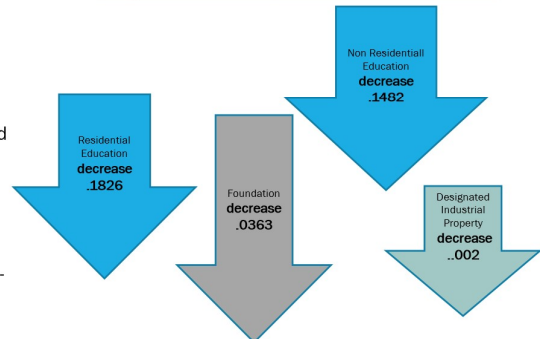 Non Residentiall
Education
decrease
.1482
d
Residential
Education
decrease
.1826
Foundation
decrease
.0363
Designated
Industrial
Property
decrease
..002